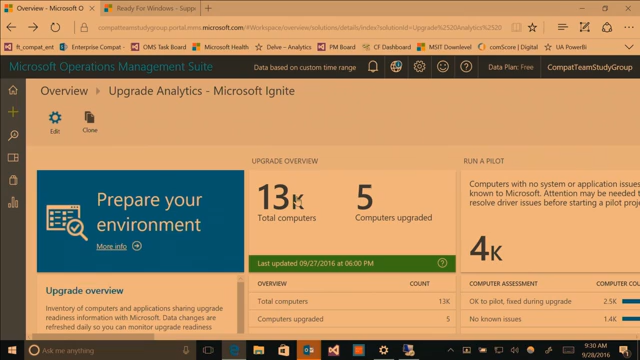 Overview - Microsoft O
Ready For Windows - Suppo
compatteamstudygroup.portal.mms.microsoft.com/#Workspace/overview/solutions/details/index?solutionId=Upgrade%2520Analytics%2520
ft_compat_ent
Enterprise Compat -
OMS Task Board
Microsoft Health
Delve - Analytics
PM Board
CF Dashboard
MSIT Downlevel
comScore | Digital
UA PowerBI
Microsoft Operations Management Suite
Data based on custom time range
Data Plan: Free
CompatTeamStudyGroup
Overview
Upgrade Analytics - Microsoft Ignite
Edit
Clone
Prepare your
environment
More info
Upgrade overview
Inventory of computers and applications sharing upgrade
readiness information with Microsoft. Data changes are
refreshed daily so you can monitor upgrade readiness
UPGRADE OVERVIEW
13K
Total computers
5
Computers upgraded
Last updated 09/27/2016 at 06:00 PM
OVERVIEW COUNT
Total computers 13K
Computers upgraded 5
RUN A PILOT
Computers with no system or application issues
known to Microsoft. Attention may be needed to
resolve driver issues before starting a pilot proj
4K
COMPUTER ASSESSMENT COMPUTER COU
OK to pilot, fixed during upgrade 2.5K
No known issues 1.4K
Ask me anything
9:30 AM
9/28/2016